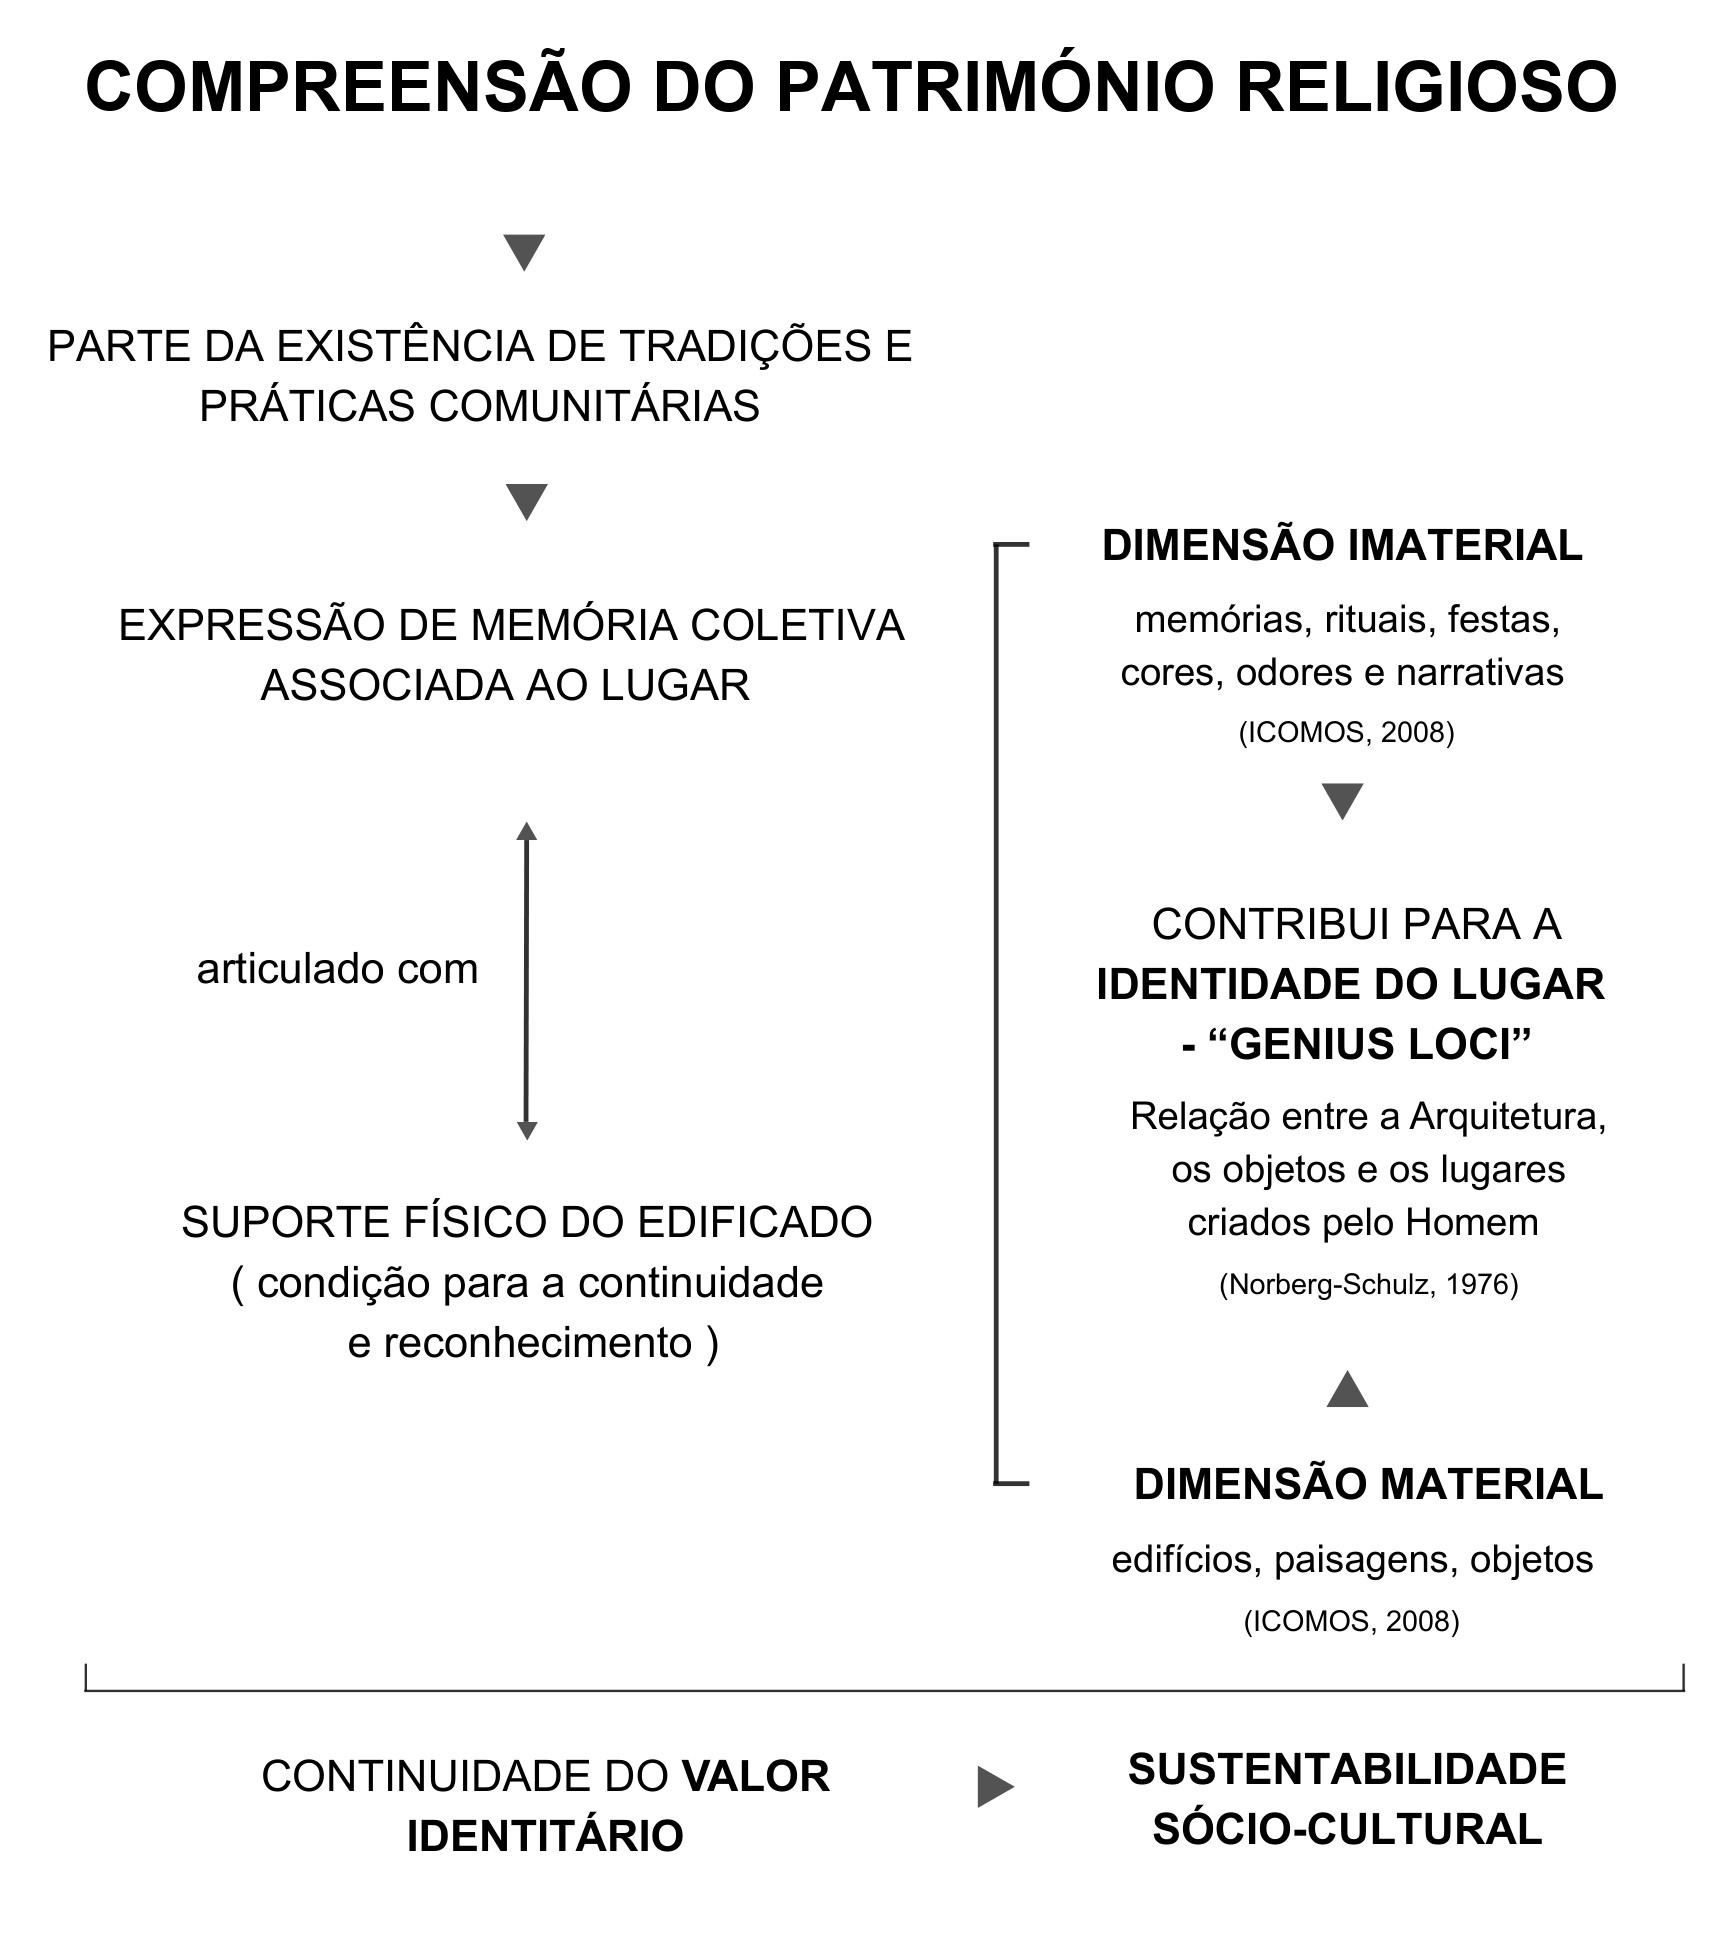 COMPREENSÃO DO PATRIMÓNIO RELIGIOSO
PARTE DA EXISTÊNCIA DE TRADIÇÕES E
PRÁTICAS COMUNITÁRIAS
EXPRESSÃO DE MEMÓRIA COLETIVA
ASSOCIADA AO LUGAR
articulado com
SUPORTE FÍSICO DO EDIFICADO
( condição para a continuidade
e reconhecimento )
DIMENSÃO IMATERIAL
memórias, rituais, festas,
cores, odores e narrativas
(ICOMOS, 2008)
CONTRIBUI PARA A
IDENTIDADE DO LUGAR
- “GENIUS LOCI”
Relação entre a Arquitetura,
os objetos e os lugares
criados pelo Homem
(Norberg-Schulz, 1976)
DIMENSÃO MATERIAL
edifícios, paisagens, objetos
(ICOMOS, 2008)
CONTINUIDADE DO VALOR
IDENTITÁRIO
SUSTENTABILIDADE
SÓCIO-CULTURAL